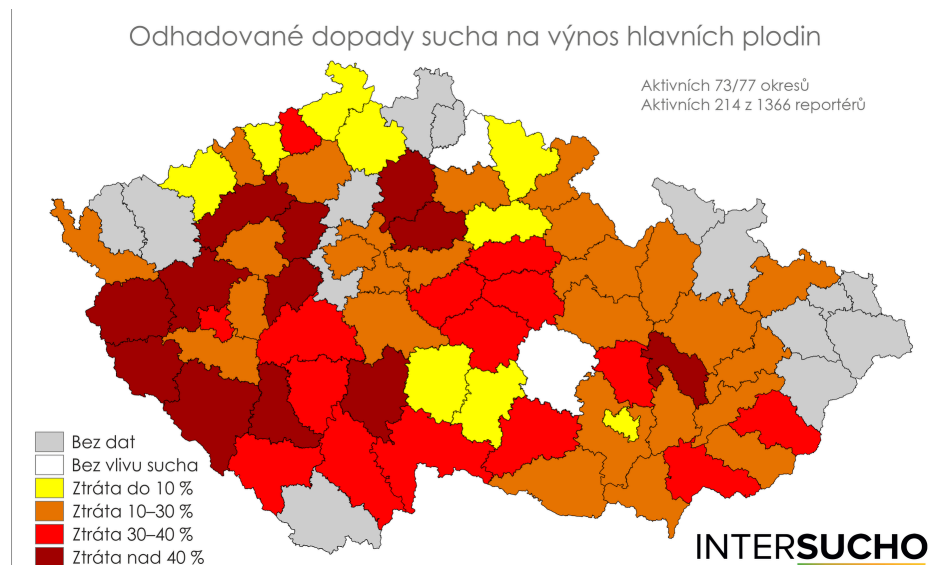 Odhadované dopady sucha na výnos hlavních plodin
Aktivních 73/77 okresů
Aktivních 214 z 1366 reportérů
Bez dat
Bez vlivu sucha
Ztráta do 10 %
Ztráta 10–30 %
Ztráta 30–40 %
Ztráta nad 40 %
INTERSUCHO